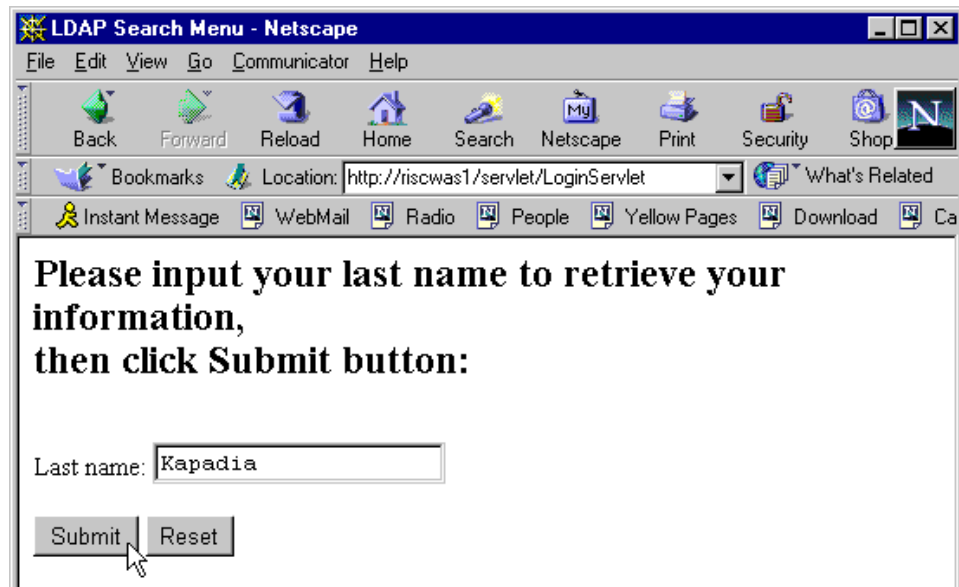 LDAP Search Menu - Netscape
File Edit View Go Communicator Help
Back Forward Reload Home Search My Netscape Print Security Shop N
Bookmarks Location: http://riscwas1/servlet/LoginServlet What's Related
Instant Message WebMail Radio People Yellow Pages Download Ca
Please input your last name to retrieve your
information,
then click Submit button:
Last name: Kapadia
Submit Reset